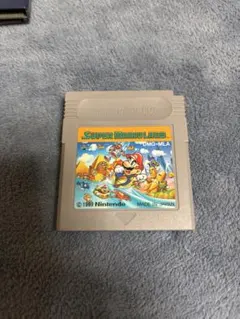 SUPER MARIO LAND
DMG-MLA
© 1989 Nintendo
MADE IN JAPAN